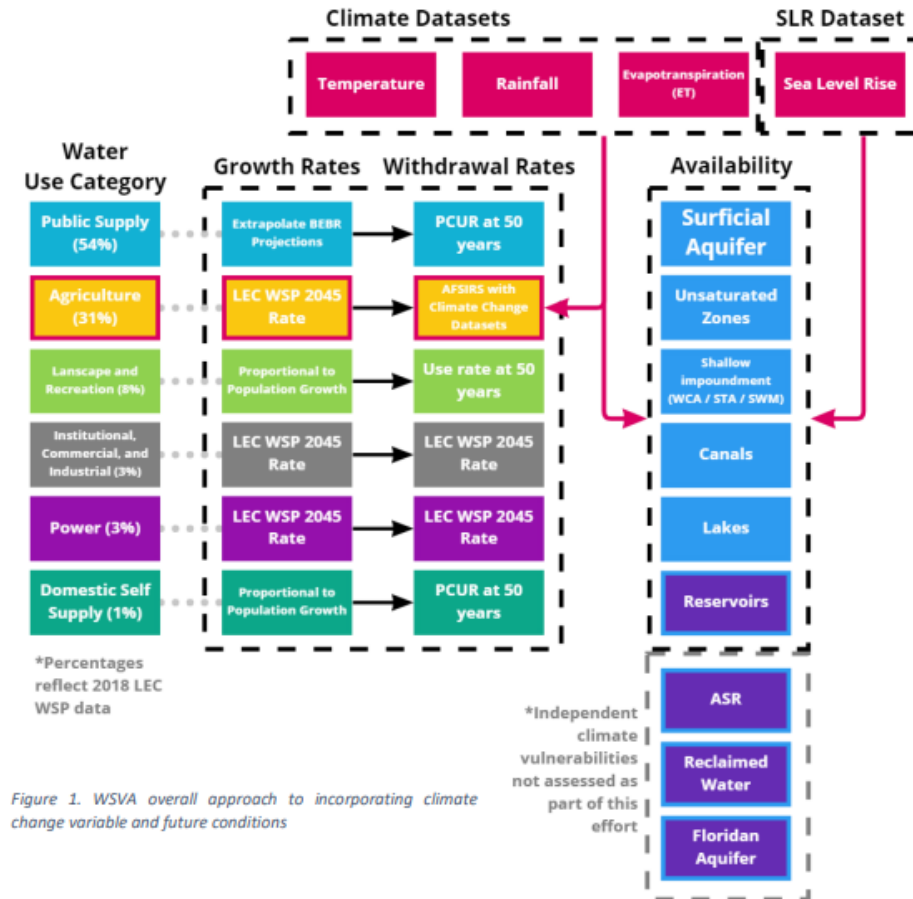 Climate Datasets
SLR Dataset
Temperature
Rainfall
Evapotranspiration
(ET)
Sea Level Rise
Water
Use Category
Growth Rates
Withdrawal Rates
Availability
Public Supply
(54%)
Extrapolate BEBR
Projections
PCUR at 50
years
Surficial
Aquifer
Agriculture
(31%)
LEC WSP 2045
Rate
AFSIRS with
Climate Change
Datasets
Unsaturated
Zones
Lanscape and
Recreation (8%)
Proportional to
Population Growth
Use rate at 50
years
Shallow
impoundment
(WCA / STA / SWM)
Institutional,
Commercial, and
Industrial (3%)
LEC WSP 2045
Rate
LEC WSP 2045
Rate
Canals
Power (3%)
LEC WSP 2045
Rate
LEC WSP 2045
Rate
Lakes
Domestic Self
Supply (1%)
Proportional to
Population Growth
PCUR at 50
years
Reservoirs
*Percentages
reflect 2018 LEC
WSP data
*Independent
climate
vulnerabilities
not assessed as
part of this
effort
ASR
Reclaimed
Water
Floridan
Aquifer
Figure 1. WSVA overall approach to incorporating climate
change variable and future conditions